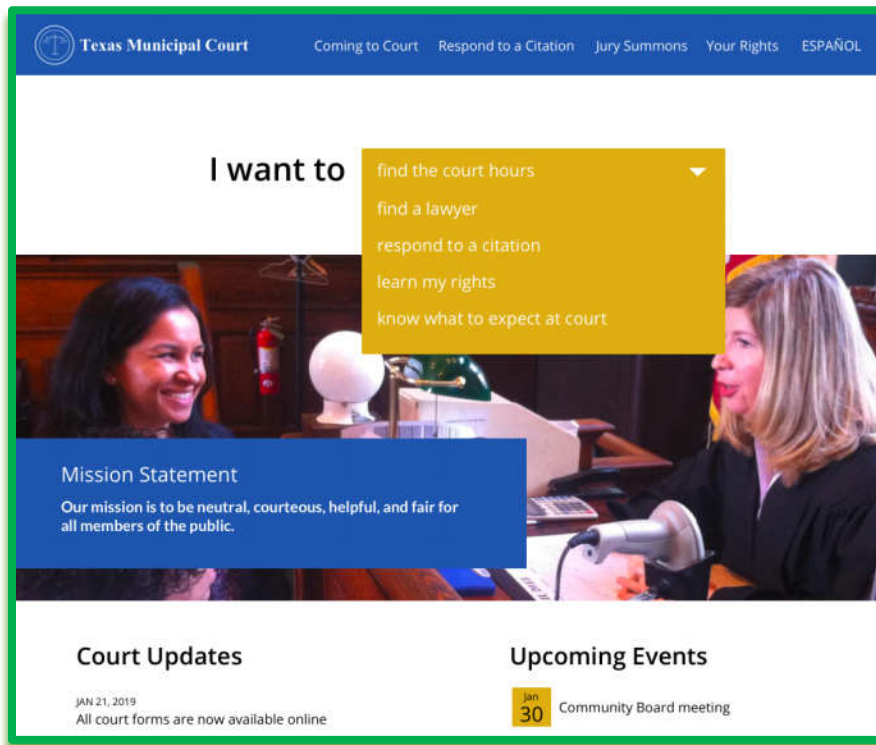 Texas Municipal Court
Coming to Court
Respond to a Citation
Jury Summons
Your Rights
ESPAÑOL
I want to
find the court hours
find a lawyer
respond to a citation
learn my rights
know what to expect at court
Mission Statement
Our mission is to be neutral, courteous, helpful, and fair for
all members of the public.
Court Updates
JAN 21, 2019
All court forms are now available online
Upcoming Events
Jan
30
Community Board meeting